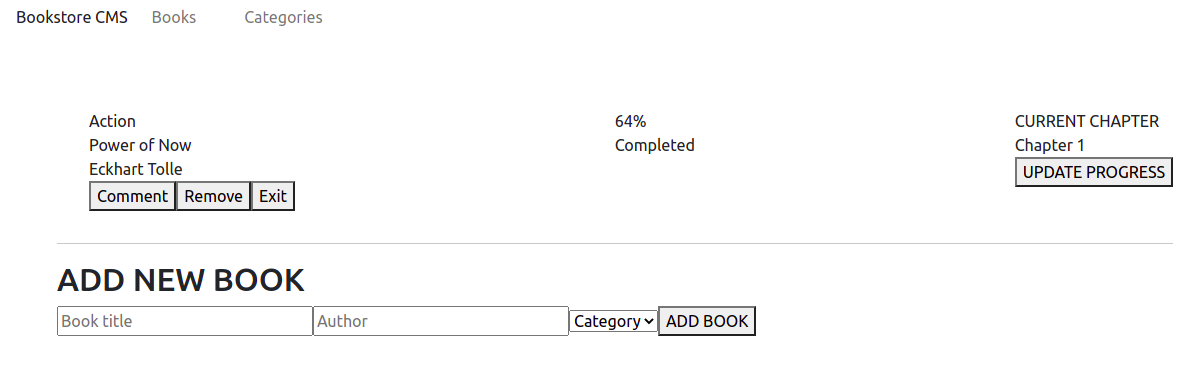 Bookstore CMS Books Categories
Action
Power of Now
Eckhart Tolle
Comment Remove Exit
64%
Completed
CURRENT CHAPTER
Chapter 1
UPDATE PROGRESS
ADD NEW BOOK
Book title Author Category ADD BOOK